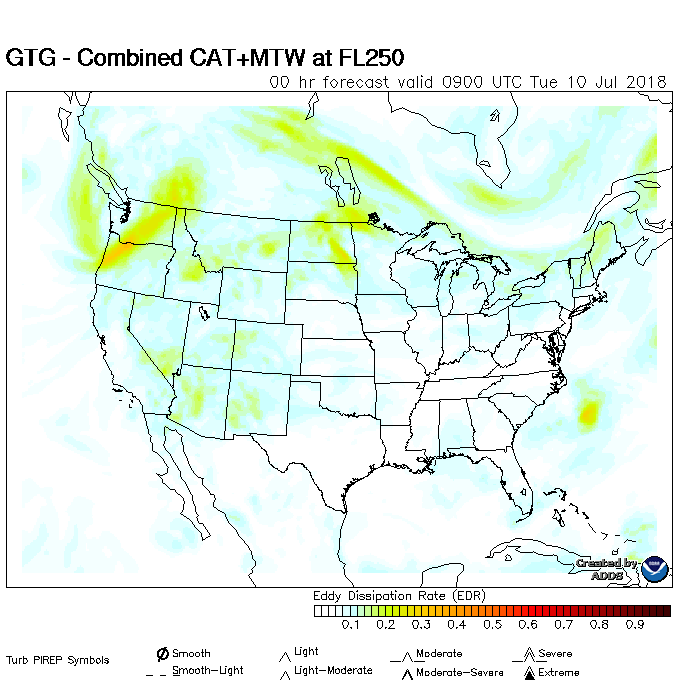 GTG - Combined CAT+MTW at FL250
00 hr forecast valid 0900 UTC Tue 10 Jul 2018
Created by
ADDS
Eddy Dissipation Rate (EDR)
0.1 0.2 0.3 0.4 0.5 0.6 0.7 0.8 0.9
Turb PIREP Symbols
Smooth Light Moderate Severe
Smooth-Light Light-Moderate Moderate-Severe Extreme